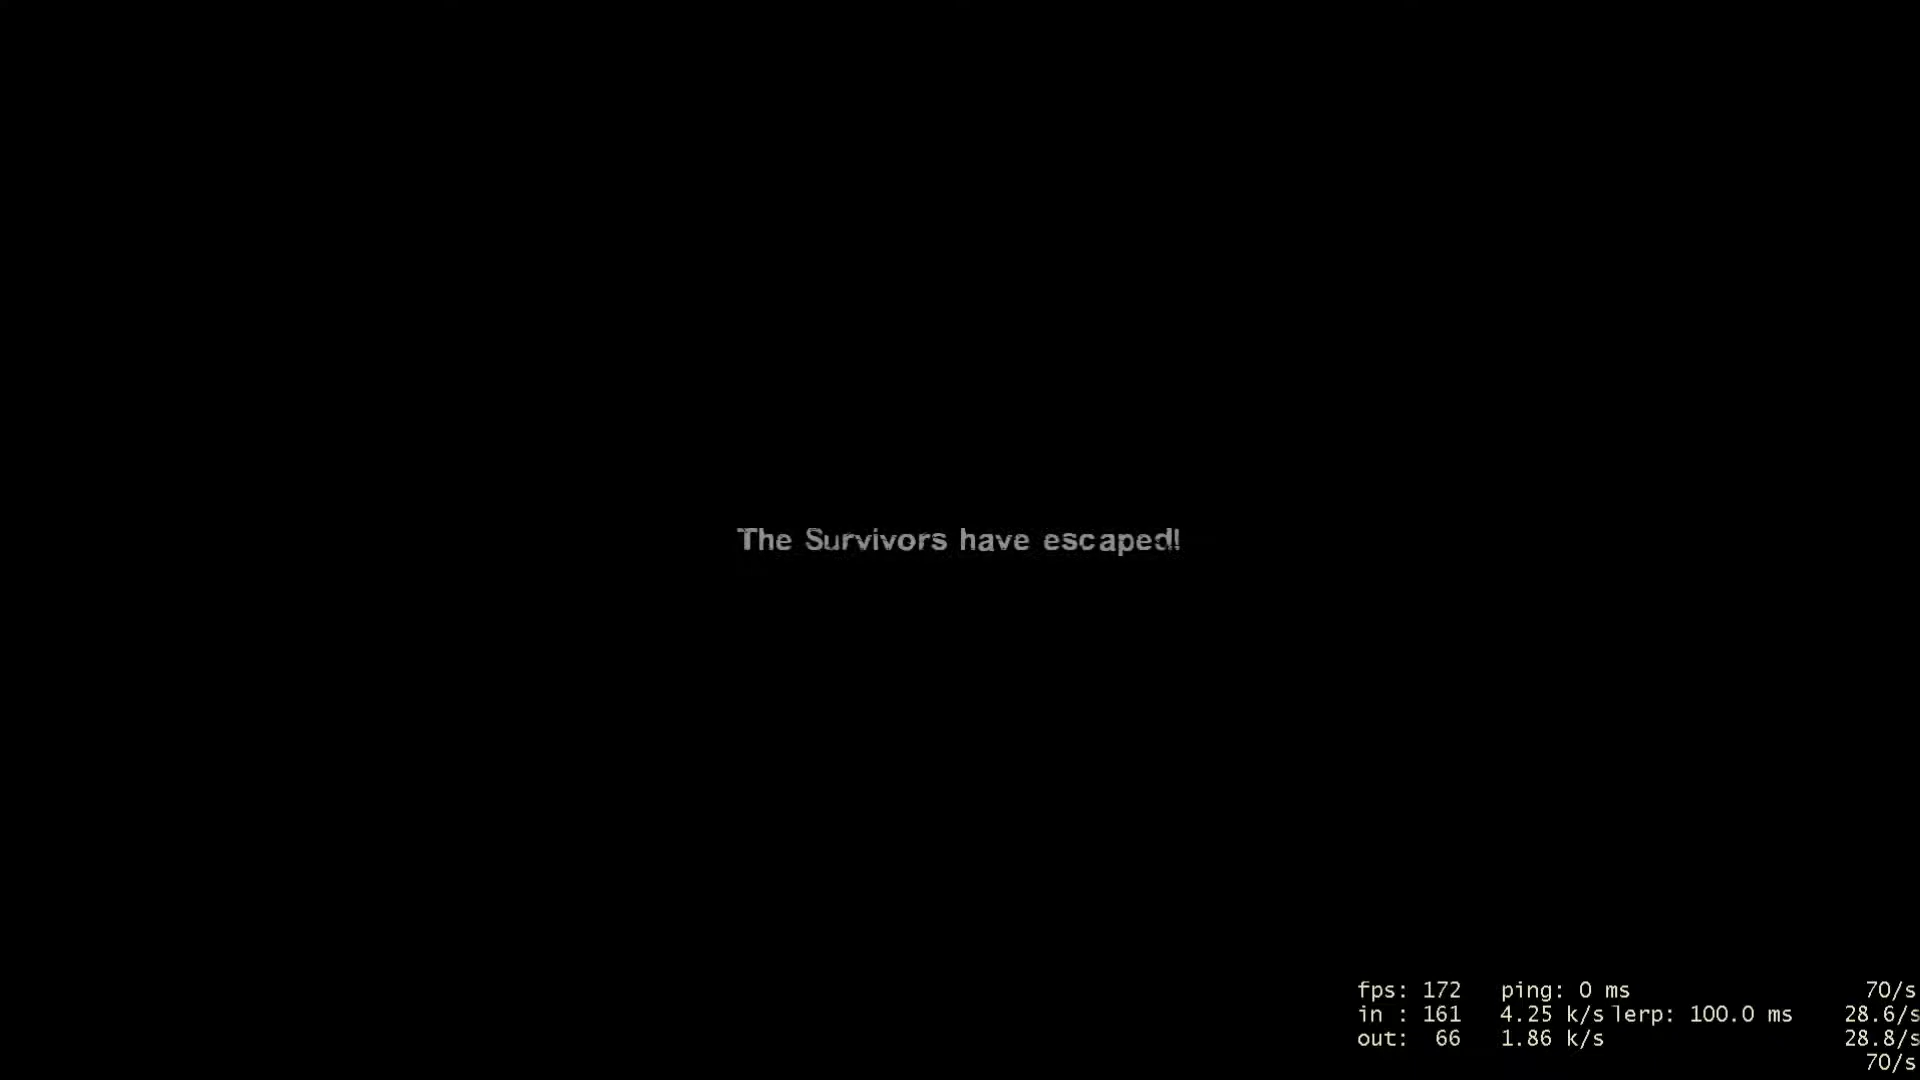 The Survivors have escaped!
fps: 172 ping: 0 ms 70/s
in : 161 4.25 k/s lerp: 100.0 ms 28.6/s
out: 66 1.86 k/s 28.8/s
70/s